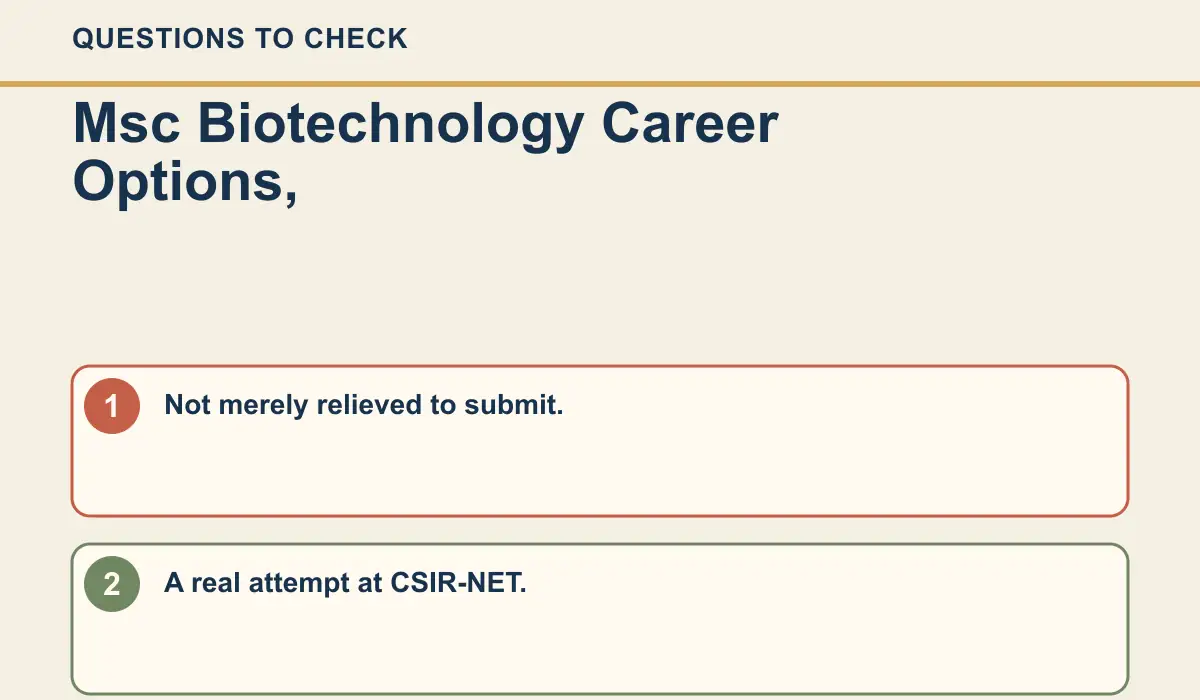 QUESTIONS TO CHECK
Msc Biotechnology Career
Options,
1 Not merely relieved to submit.
2 A real attempt at CSIR-NET.